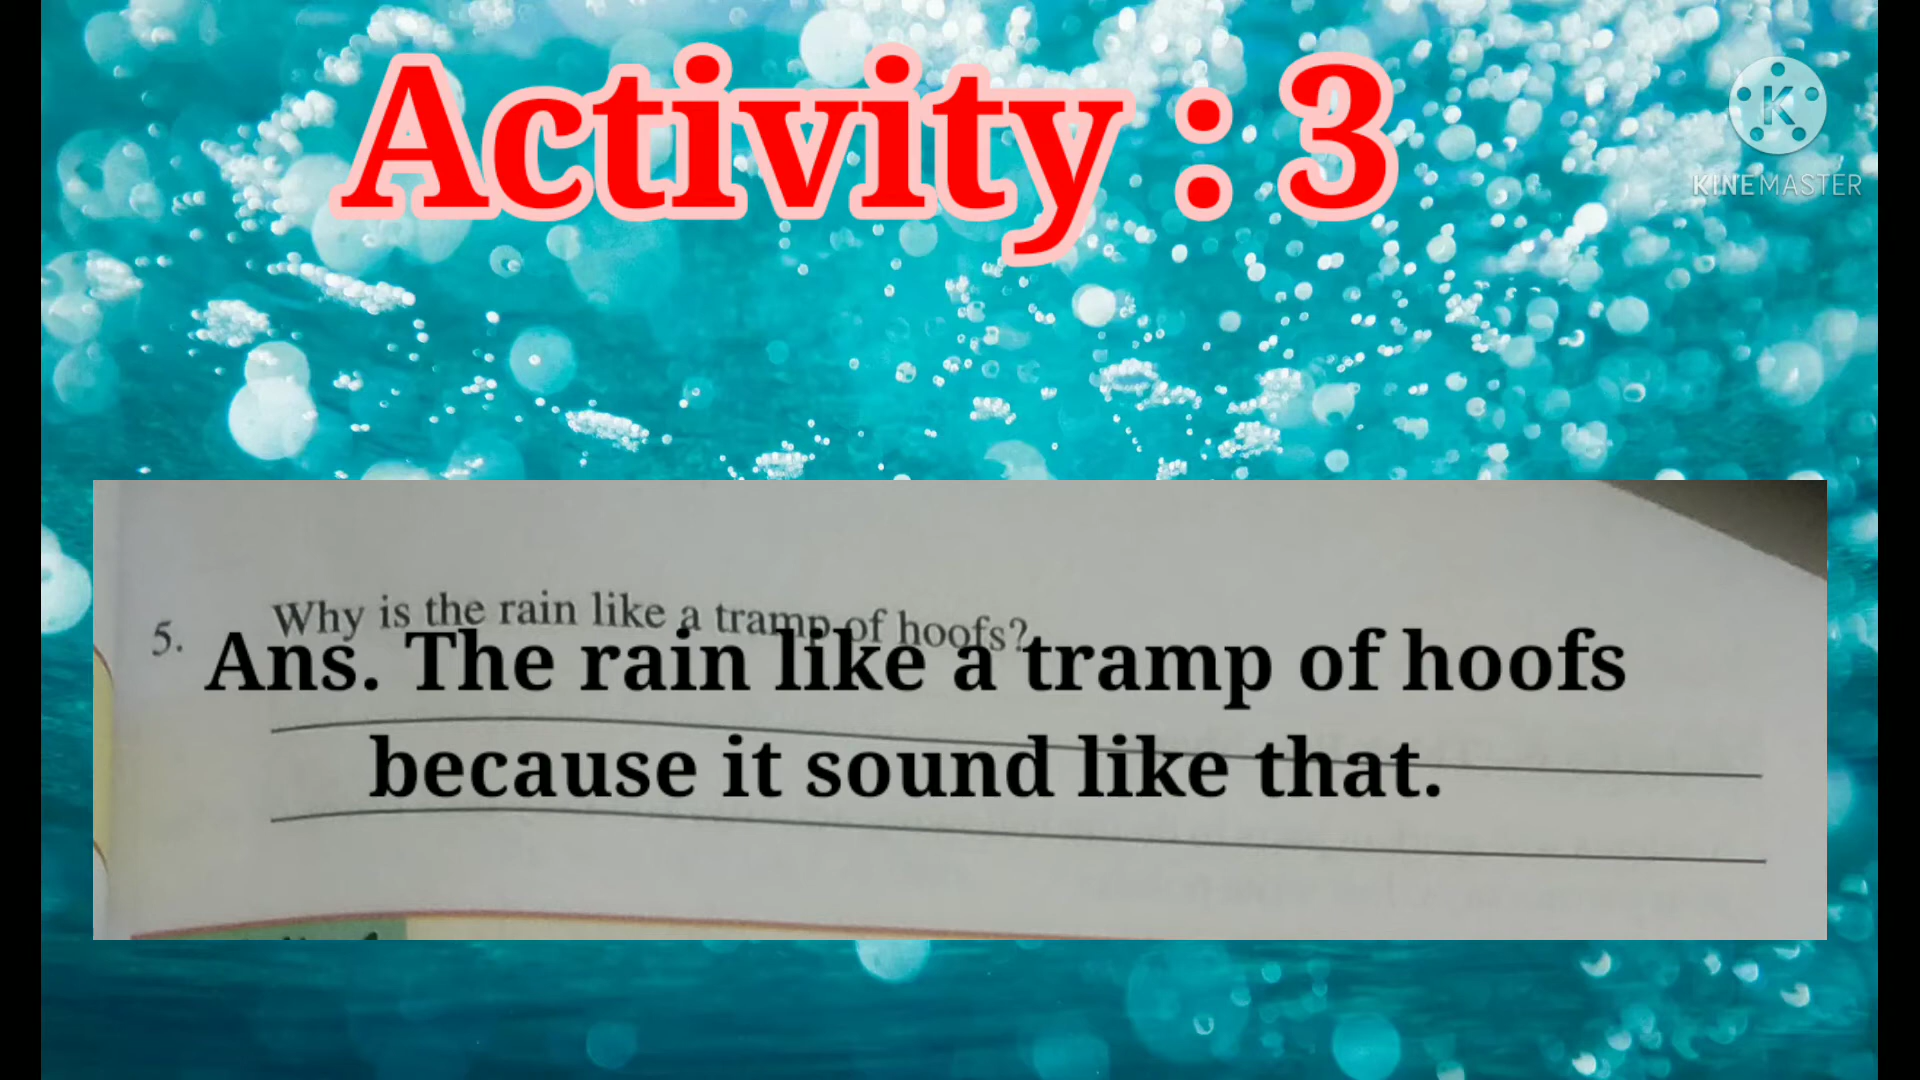 Activity : 3
KINEMASTER
5. Why is the rain like a tramp of hoofs?
Ans. The rain like a tramp of hoofs
because it sound like that.